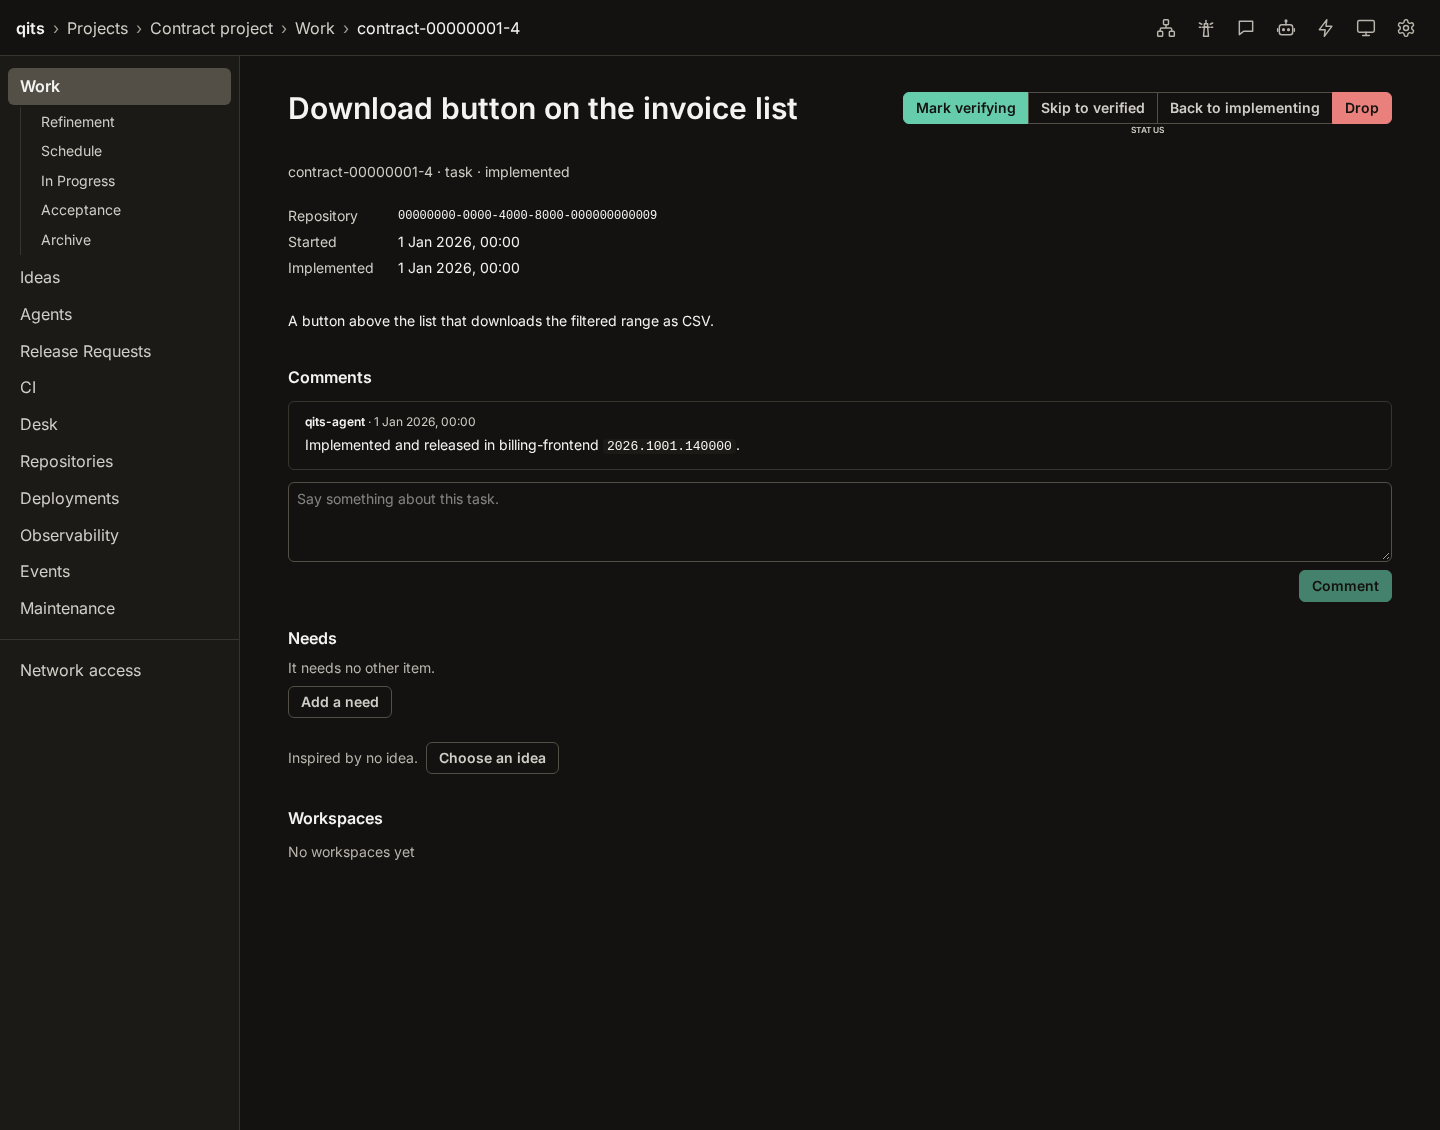 qits › Projects › Contract project › Work › contract-00000001-4
Work
Refinement
Schedule
In Progress
Acceptance
Archive
Ideas
Agents
Release Requests
CI
Desk
Repositories
Deployments
Observability
Events
Maintenance
Network access
Download button on the invoice list
Mark verifying
Skip to verified
Back to implementing
Drop
STATUS
contract-00000001-4 · task · implemented
Repository 00000000-0000-4000-8000-000000000009
Started 1 Jan 2026, 00:00
Implemented 1 Jan 2026, 00:00
A button above the list that downloads the filtered range as CSV.
Comments
qits-agent · 1 Jan 2026, 00:00
Implemented and released in billing-frontend 2026.1001.140000.
Say something about this task.
Comment
Needs
It needs no other item.
Add a need
Inspired by no idea. Choose an idea
Workspaces
No workspaces yet